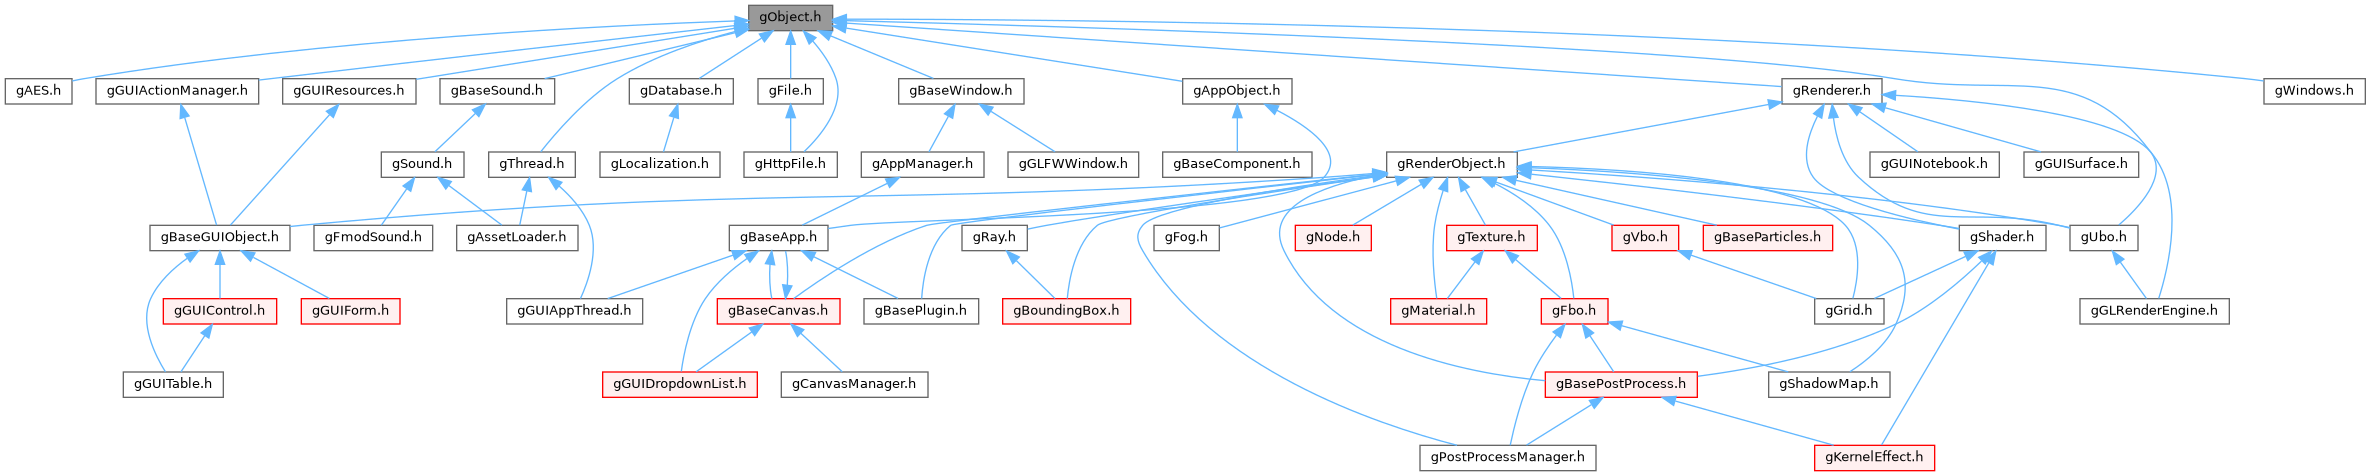 gObject.h
gAES.h
gGUIActionManager.h
gGUIResources.h
gBaseSound.h
gDatabase.h
gFile.h
gBaseWindow.h
gAppObject.h
gRenderer.h
gWindows.h
gSound.h
gThread.h
gLocalization.h
gHttpFile.h
gAppManager.h
gGLFWWindow.h
gBaseComponent.h
gRenderObject.h
gGUINotebook.h
gGUISurface.h
gBaseGUIObject.h
gFmodSound.h
gAssetLoader.h
gBaseApp.h
gRay.h
gFog.h
gNode.h
gTexture.h
gVbo.h
gBaseParticles.h
gShader.h
gUbo.h
gGUIControl.h
gGUIForm.h
gGUIAppThread.h
gBaseCanvas.h
gBasePlugin.h
gBoundingBox.h
gMaterial.h
gFbo.h
gGrid.h
gGLRenderEngine.h
gGUITable.h
gGUIDropdownList.h
gCanvasManager.h
gBasePostProcess.h
gShadowMap.h
gPostProcessManager.h
gKernelEffect.h